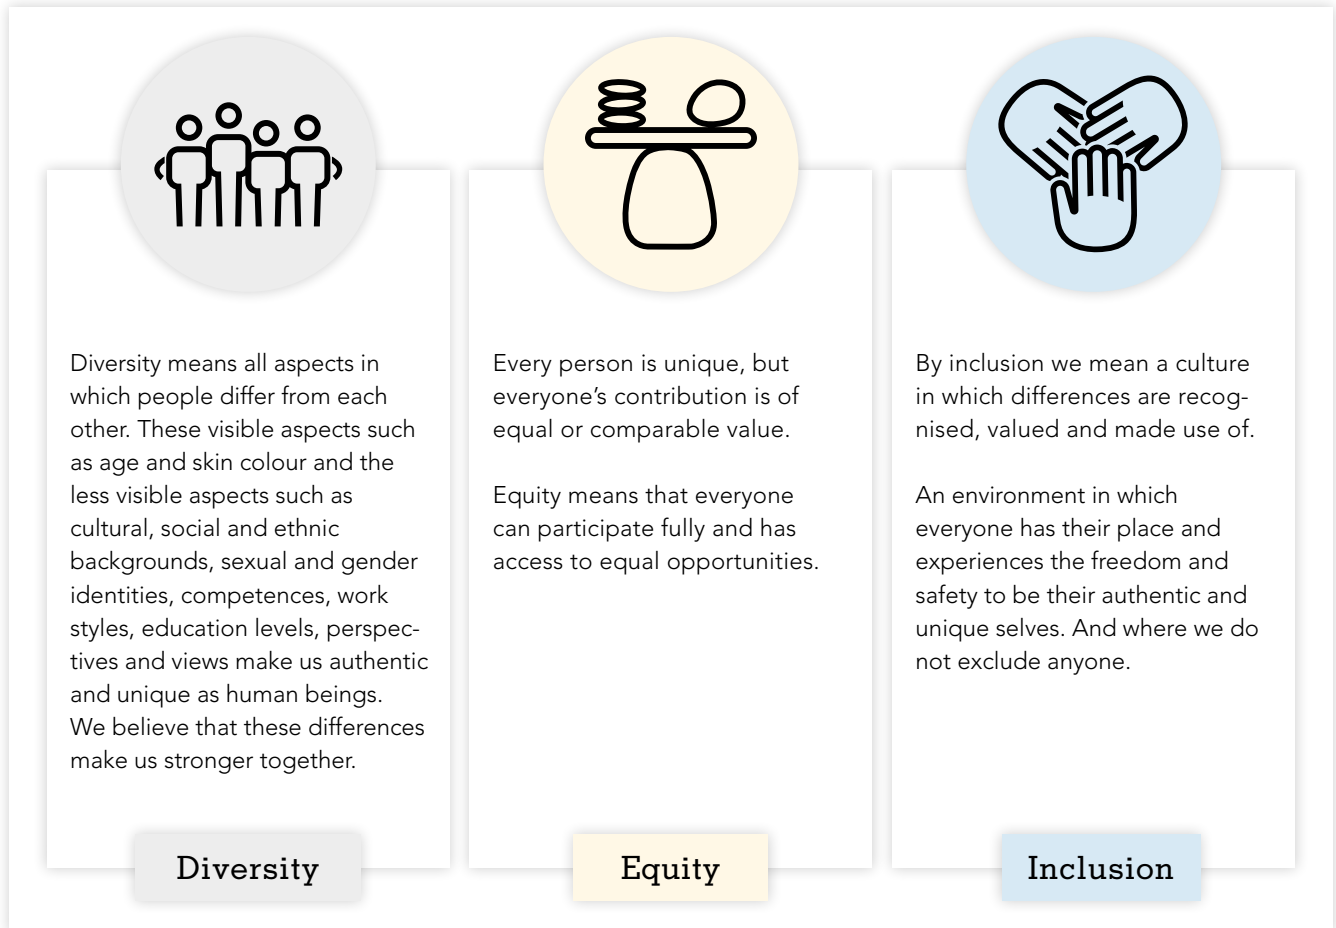 Diversity means all aspects in
which people differ from each
other. These visible aspects such
as age and skin colour and the
less visible aspects such as
cultural, social and ethnic
backgrounds, sexual and gender
identities, competences, work
styles, education levels, perspec-
tives and views make us authentic
and unique as human beings.
We believe that these differences
make us stronger together.
Diversity
Every person is unique, but
everyone’s contribution is of
equal or comparable value.
Equity means that everyone
can participate fully and has
access to equal opportunities.
Equity
By inclusion we mean a culture
in which differences are recog-
nised, valued and made use of.
An environment in which
everyone has their place and
experiences the freedom and
safety to be their authentic and
unique selves. And where we do
not exclude anyone.
Inclusion